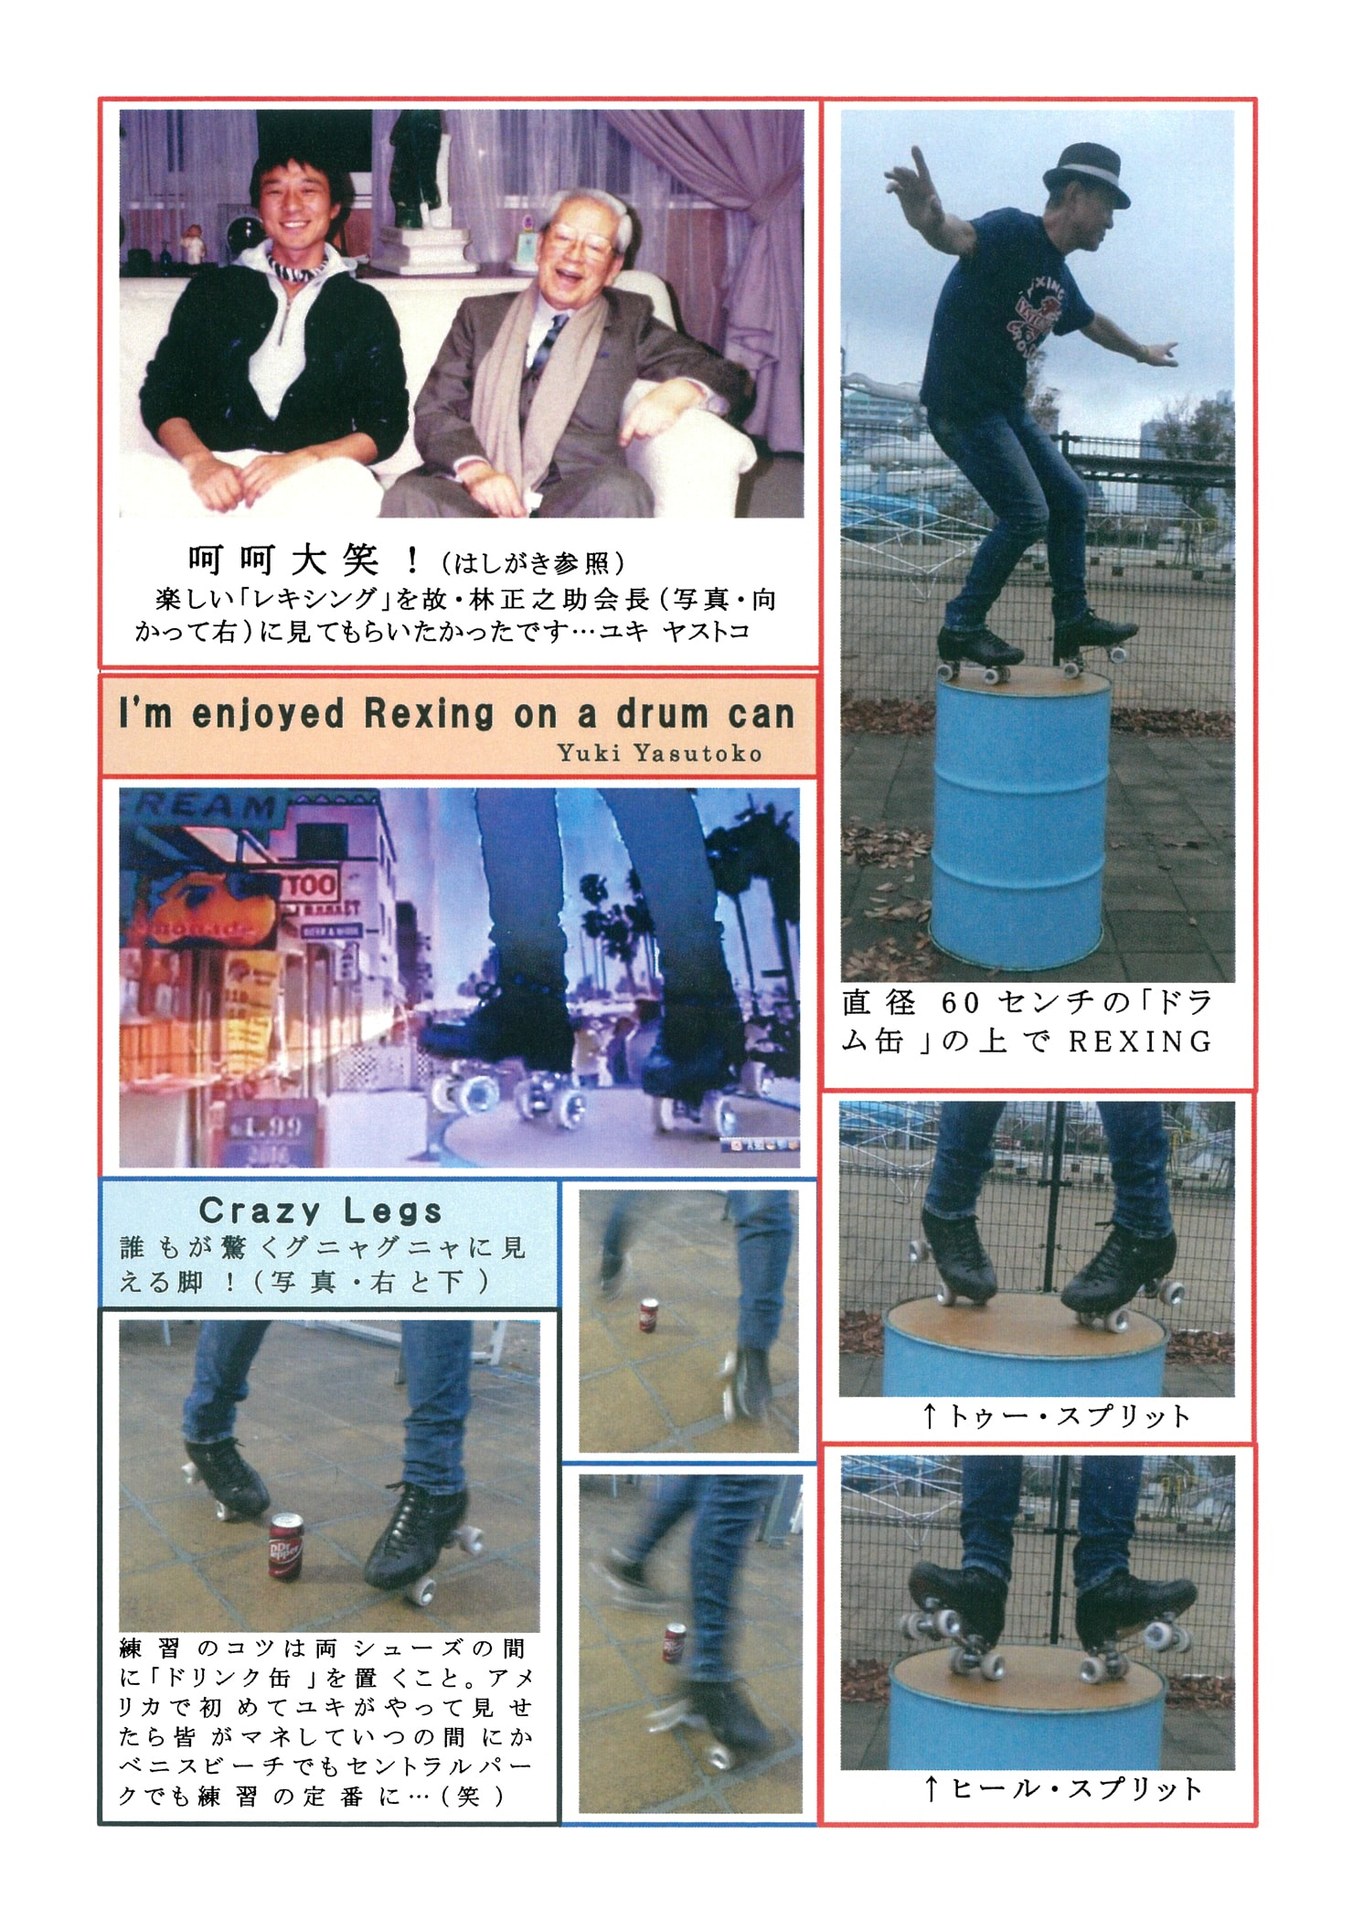 呵呵大笑！(はしがき参照)
楽しい「レキシング」を故・林正之助会長(写真・向
かって右)に見てもらいたかったです…ユキ ヤストコ
I'm enjoyed Rexing on a drum can
Yuki Yasutoko
REAM
TOO
BEER & WINE
1.99
直径 60 センチの「ドラ
ム缶」の上で REXING
Crazy Legs
誰もが驚くグニャグニャに見
える脚！(写真・右と下)
Dr
Pepper
練習のコツは両シューズの間
に「ドリンク缶」を置くこと。アメ
リカで初めてユキがやって見せ
たら皆がマネしていつの間にか
ベニスビーチでもセントラルパー
クでも練習の定番に…(笑)
↑トゥー・スプリット
↑ヒール・スプリット